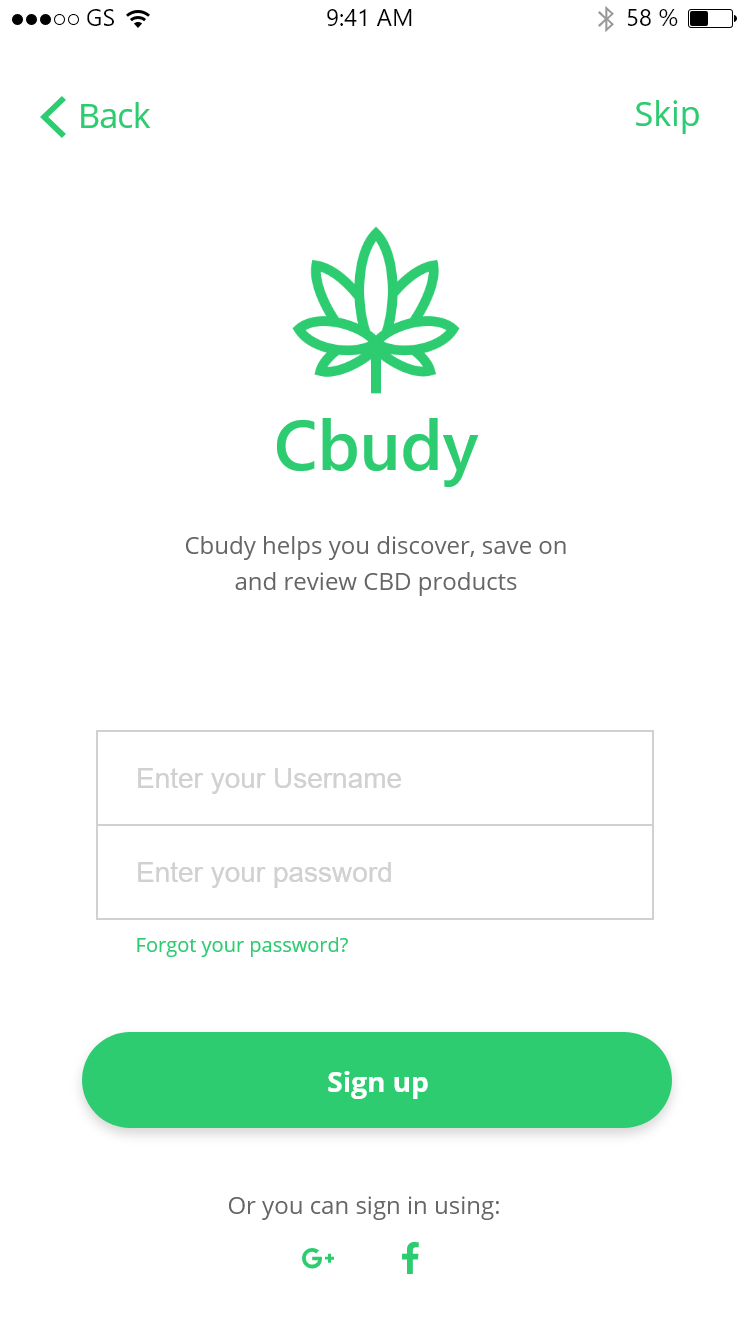 GS 9:41 AM 58 %
Back Skip
Cbudy
Cbudy helps you discover, save on
and review CBD products
Enter your Username
Enter your password
Forgot your password?
Sign up
Or you can sign in using:
G+ f